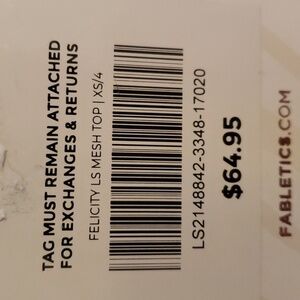 TAG MUST REMAIN ATTACHED
FOR EXCHANGES & RETURNS
FELICITY LS MESH TOP | XS/4
LS2148842-3348-17020
$64.95
FABLETICS.COM